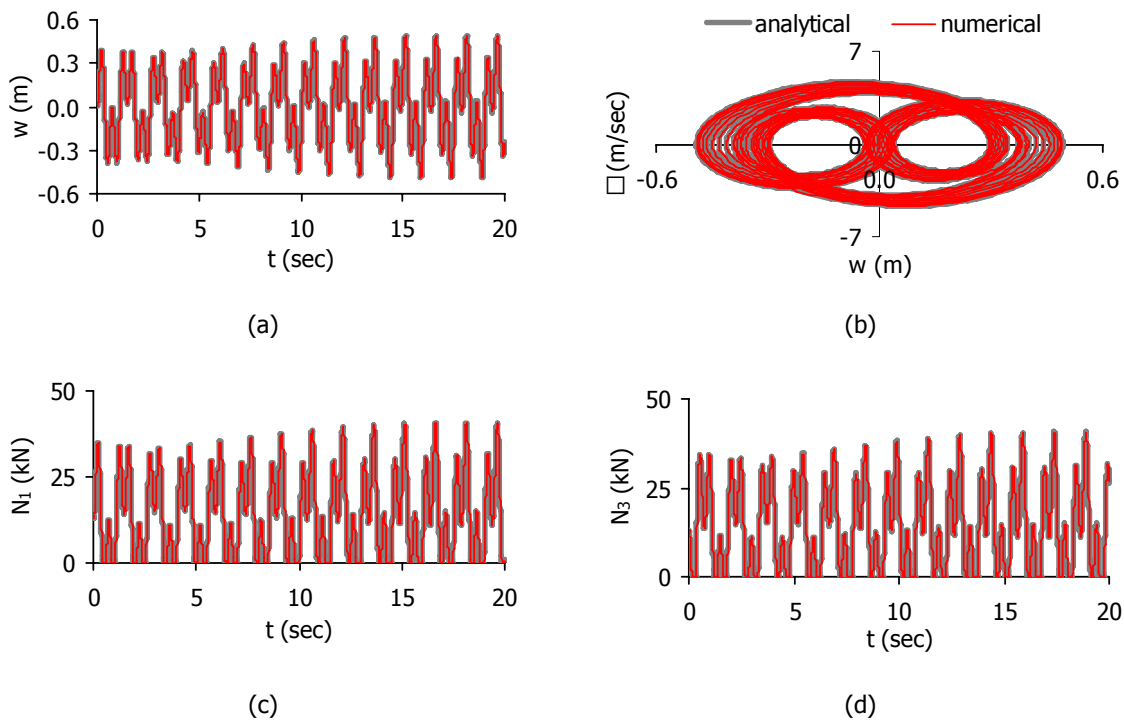 analytical numerical
0.6
0.3
0.0
-0.3
-0.6
w (m)
0 5 10 15 20
t (sec)
(a)
7
0
-7
-0.6 0.0 0.6
□ (m/sec)
w (m)
(b)
50
25
0
N₁ (kN)
0 5 10 15 20
t (sec)
(c)
50
25
0
N₃ (kN)
0 5 10 15 20
t (sec)
(d)